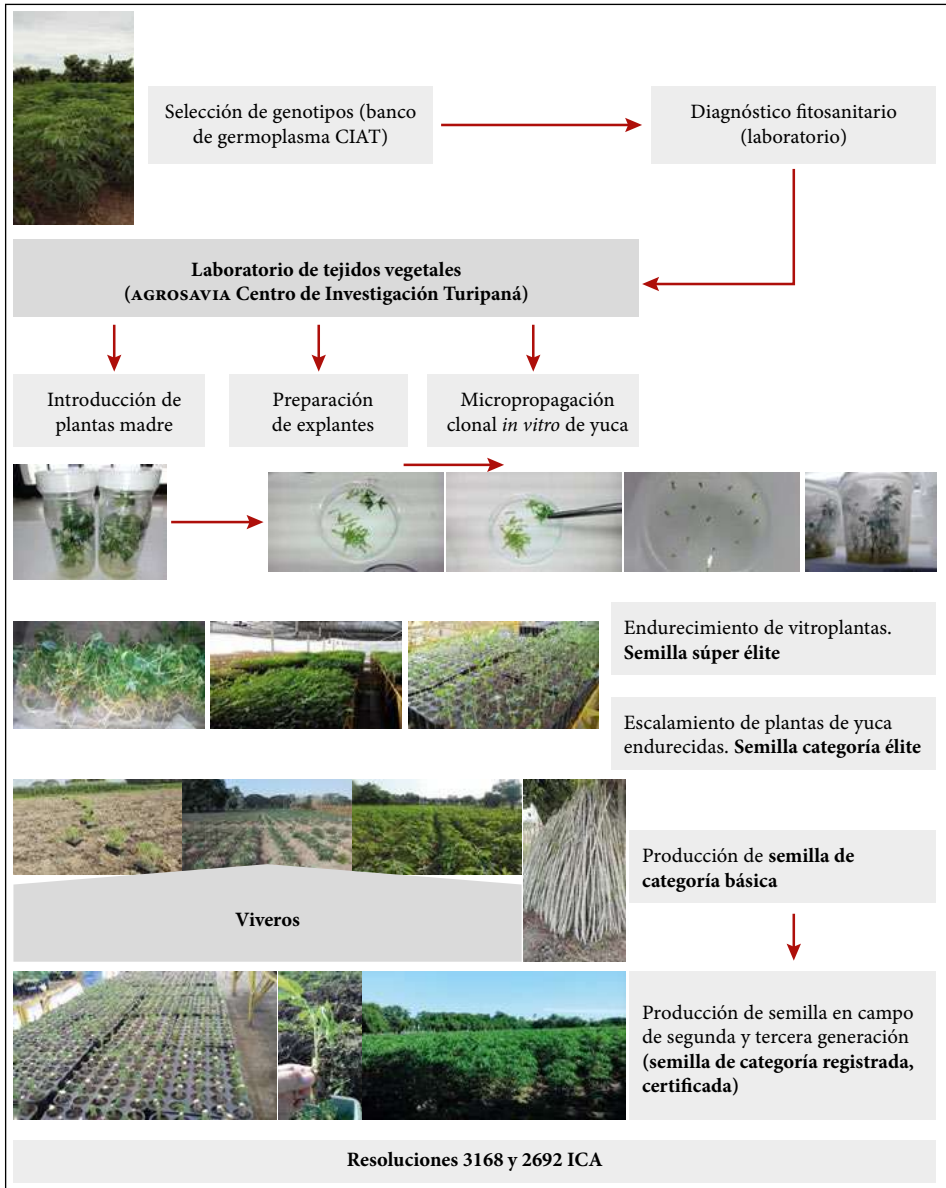 Selección de genotipos (banco
de germoplasma CIAT)
Diagnóstico fitosanitario
(laboratorio)
Laboratorio de tejidos vegetales
(AGROSAVIA Centro de Investigación Turipaná)
Introducción de
plantas madre
Preparación
de explantes
Micropropagación
clonal in vitro de yuca
Endurecimiento de vitroplantas.
Semilla súper élite
Escalamiento de plantas de yuca
endurecidas. Semilla categoría élite
Producción de semilla de
categoría básica
Viveros
Producción de semilla en campo
de segunda y tercera generación
(semilla de categoría registrada,
certificada)
Resoluciones 3168 y 2692 ICA